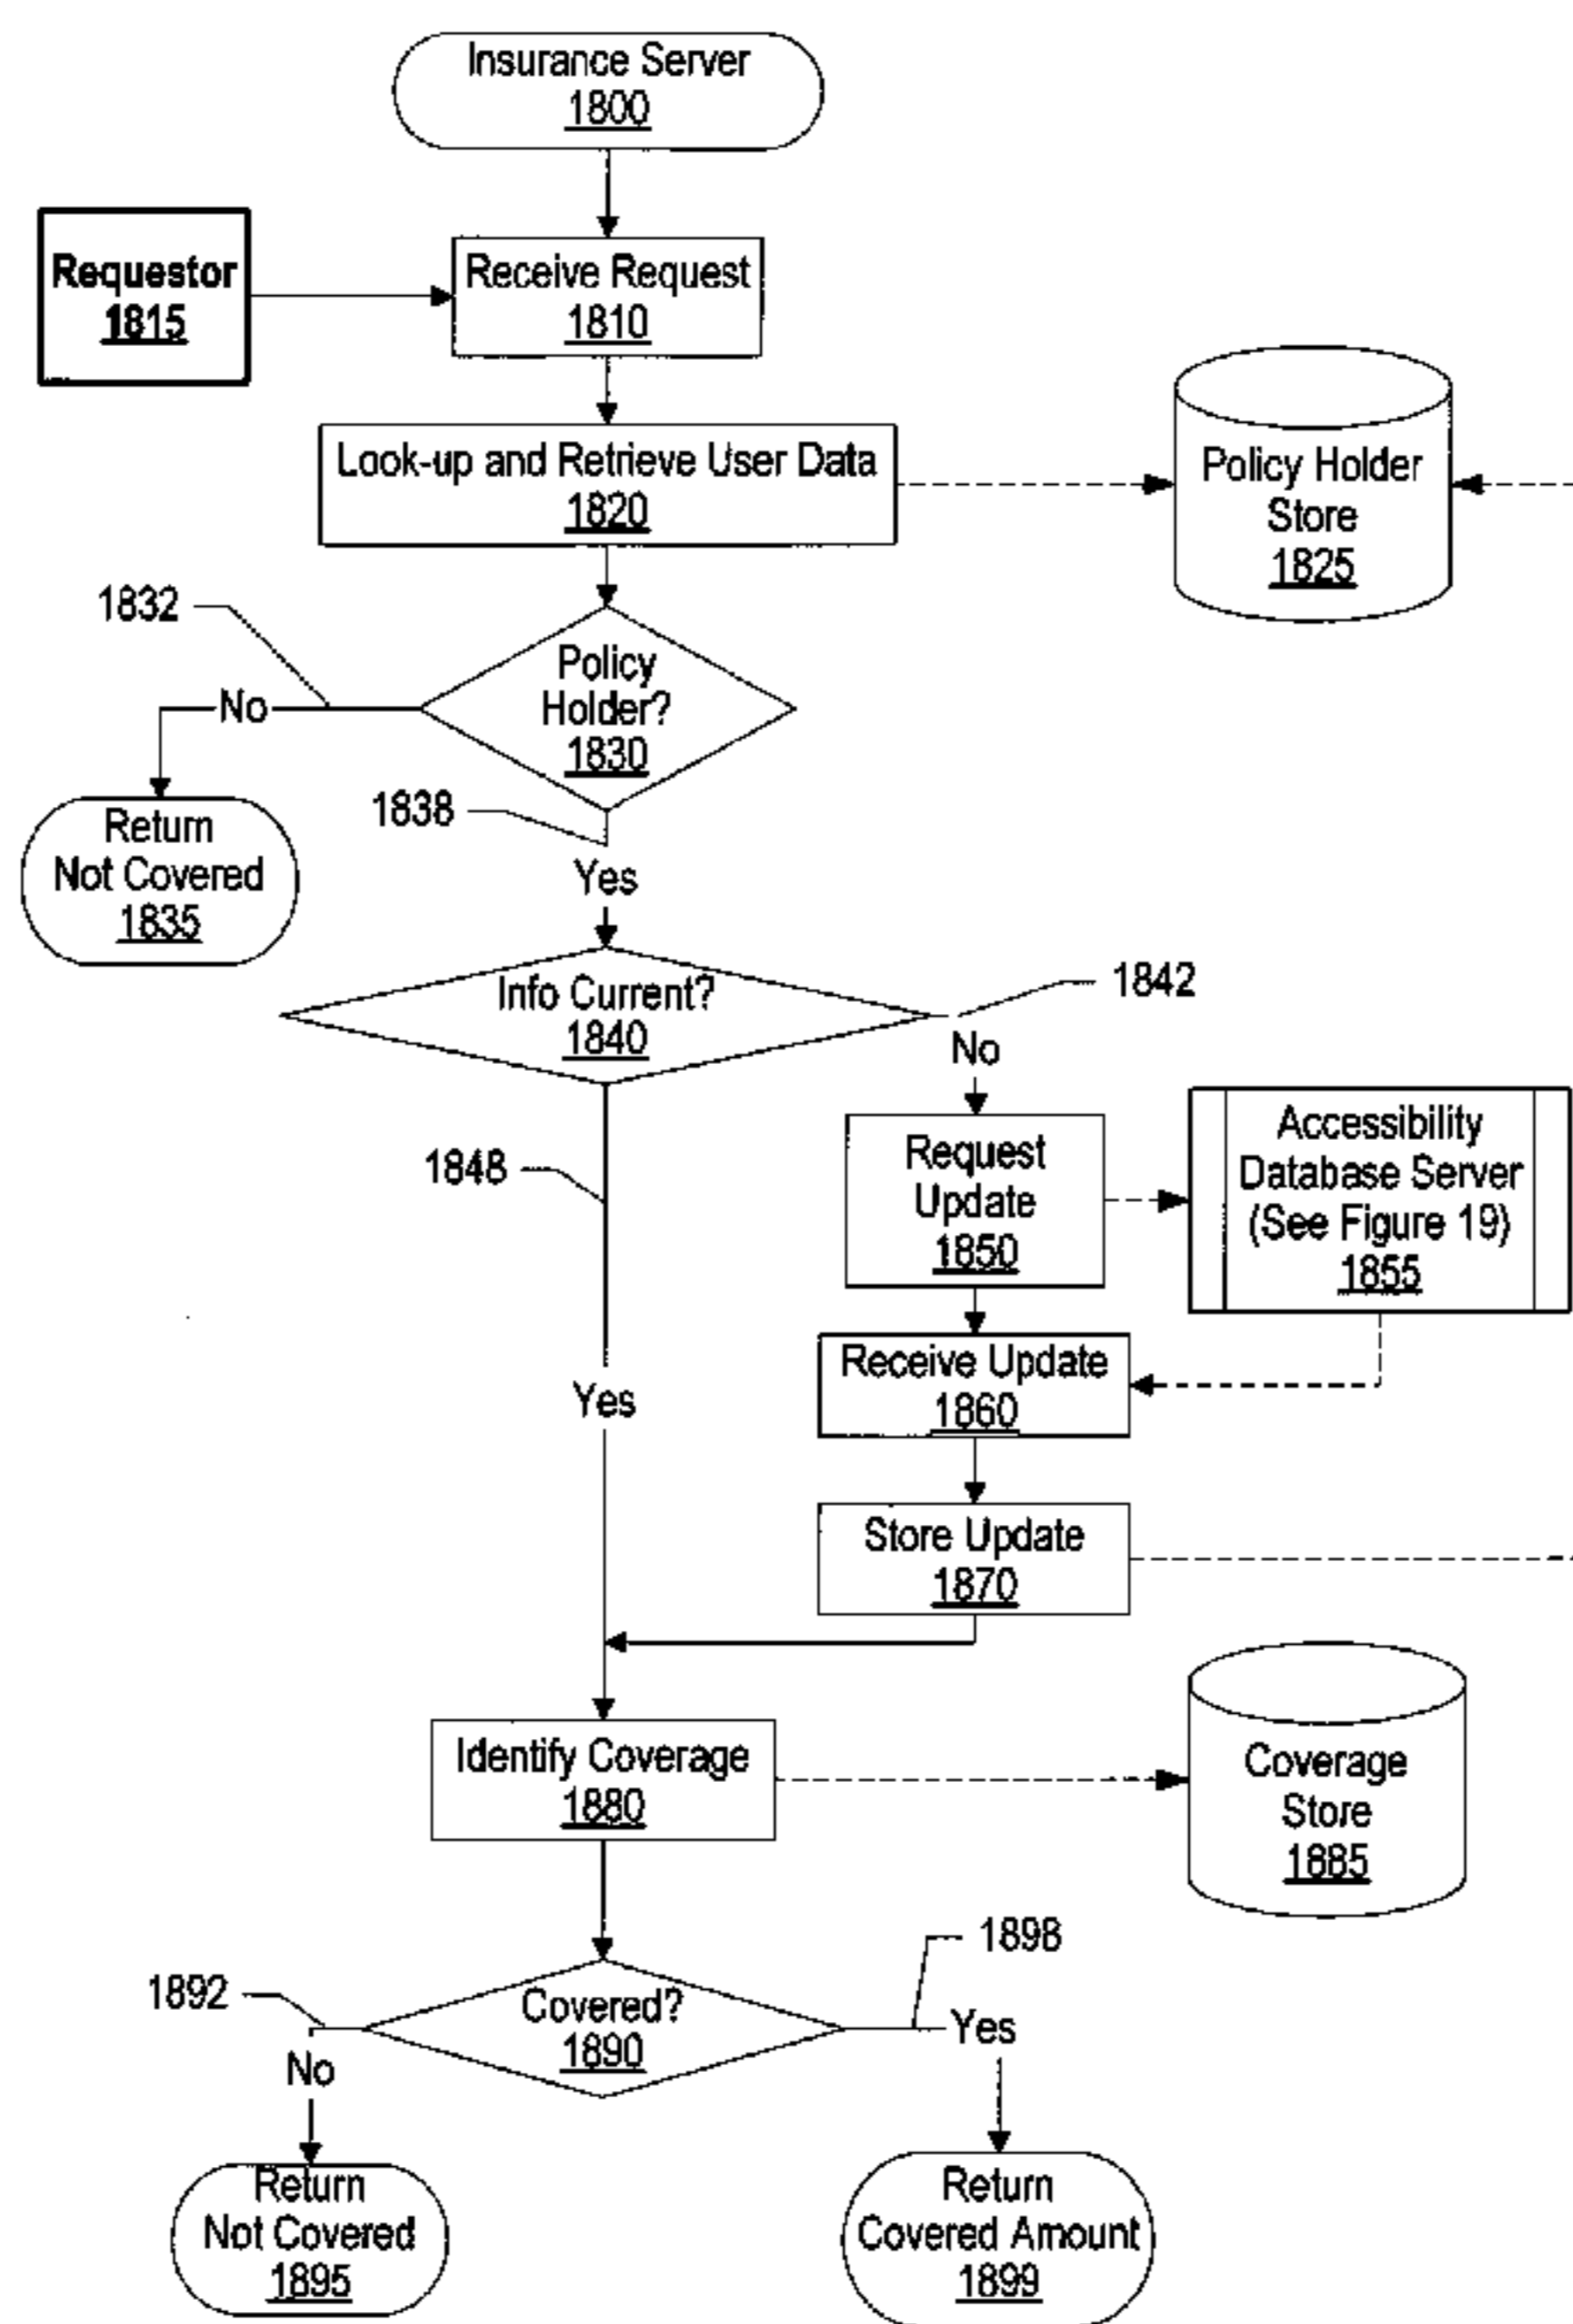 Insurance Server
1800
Requestor
1815
Receive Request
1810
Look-up and Retrieve User Data
1820
Policy Holder
Store
1825
1832
Policy
Holder?
1830
No
1838
Return
Not Covered
1835
Yes
Info Current?
1840
1842
No
1848
Request
Update
1850
Accessibility
Database Server
(See Figure 19)
1855
Receive Update
1860
Yes
Store Update
1870
Identify Coverage
1880
Coverage
Store
1885
1892
Covered?
1890
1898
Yes
No
Return
Not Covered
1895
Return
Covered Amount
1899